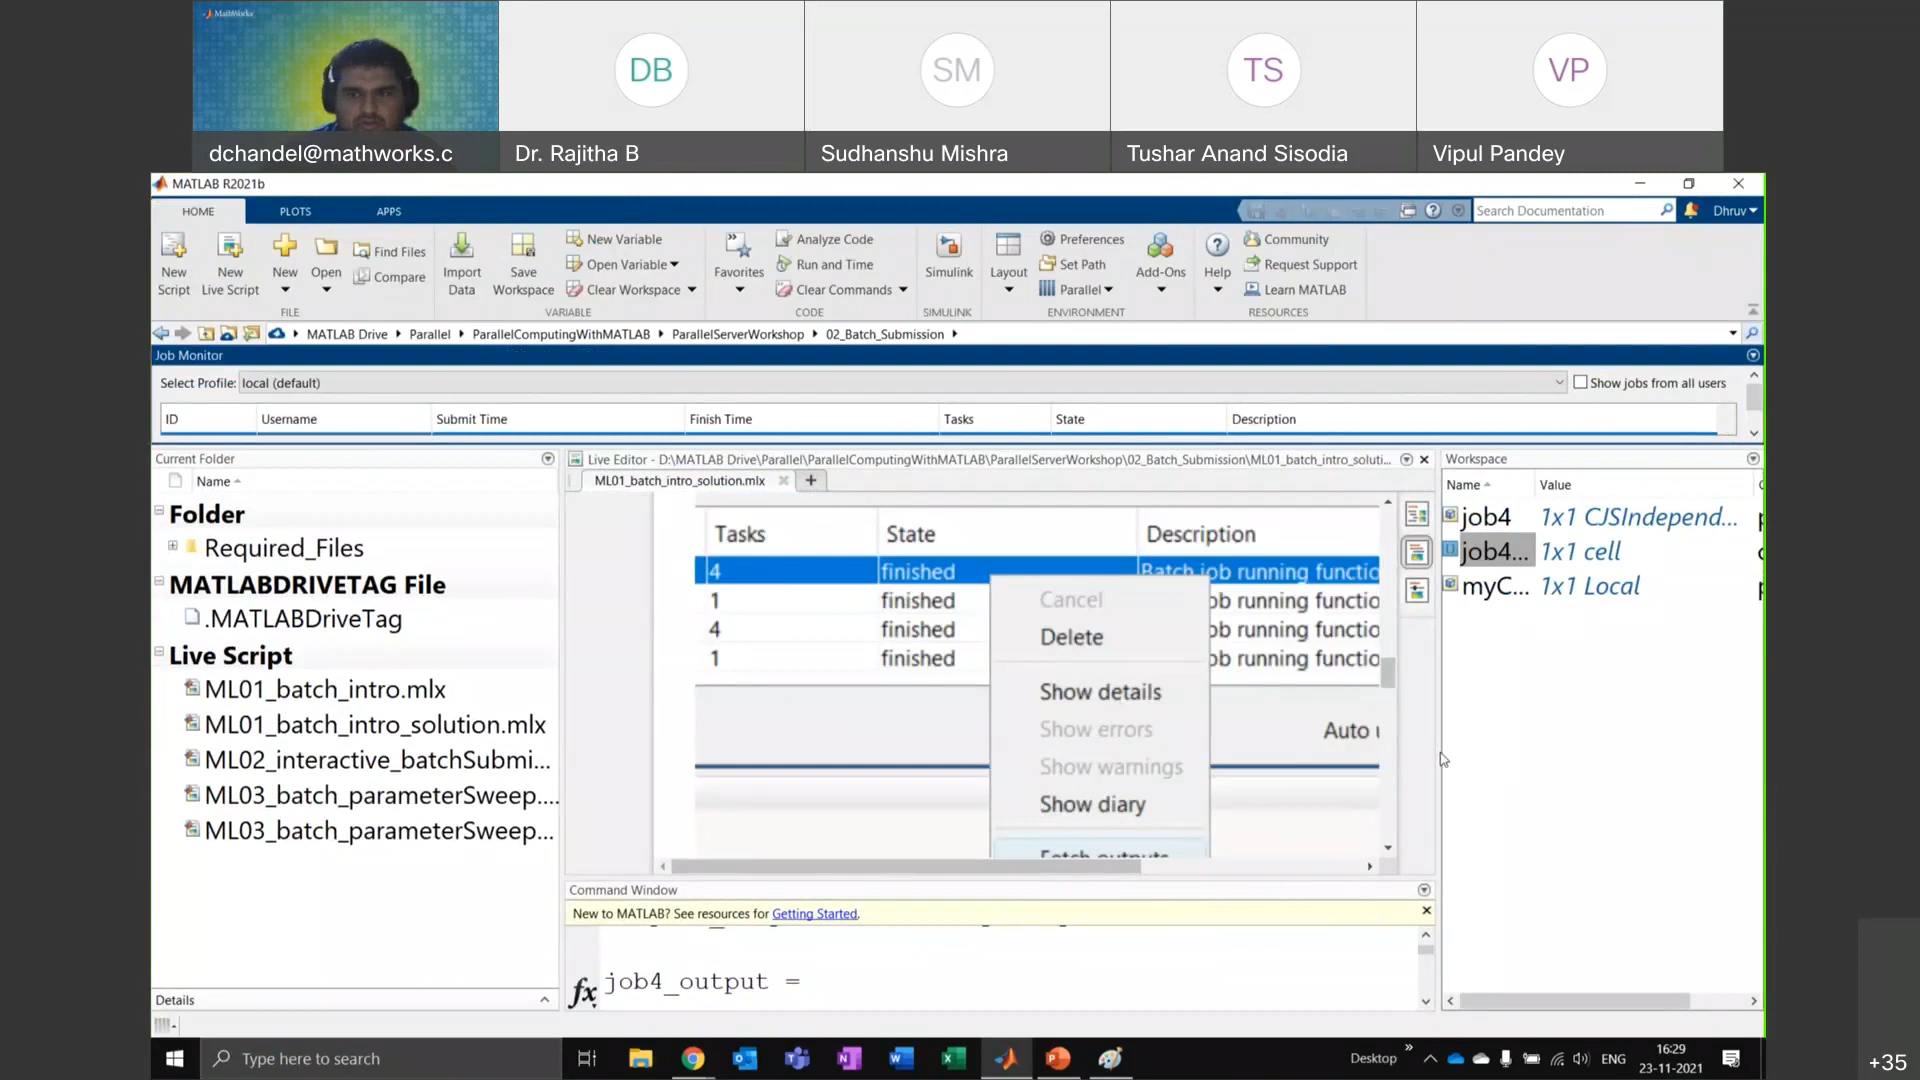 MathWorks
DB
SM
TS
VP
dchandel@mathworks.c
Dr. Rajitha B
Sudhanshu Mishra
Tushar Anand Sisodia
Vipul Pandey
MATLAB R2021b
HOME PLOTS APPS
Search Documentation
Dhruv
New Script
New Live Script
New
Open
Find Files
Compare
FILE
Import Data
Save Workspace
New Variable
Open Variable
Clear Workspace
VARIABLE
Favorites
Analyze Code
Run and Time
Clear Commands
CODE
Simulink
SIMULINK
Layout
Preferences
Set Path
Parallel
Add-Ons
ENVIRONMENT
Help
Community
Request Support
Learn MATLAB
RESOURCES
MATLAB Drive Parallel ParallelComputingWithMATLAB ParallelServerWorkshop 02_Batch_Submission
Job Monitor
Select Profile: local (default)
Show jobs from all users
ID Username Submit Time Finish Time Tasks State Description
Current Folder
Name
Folder
Required_Files
MATLABDRIVETAG File
.MATLABDriveTag
Live Script
ML01_batch_intro.mlx
ML01_batch_intro_solution.mlx
ML02_interactive_batchSubmi...
ML03_batch_parameterSweep....
ML03_batch_parameterSweep...
Details
Live Editor - D:\MATLAB Drive\Parallel\ParallelComputingWithMATLAB\ParallelServerWorkshop\02_Batch_Submission\ML01_batch_intro_soluti...
ML01_batch_intro_solution.mlx
Tasks State Description
4 finished Batch job running functio
1 finished ob running functio
4 finished ob running functio
1 finished ob running functio
Cancel
Delete
Show details
Show errors
Show warnings
Show diary
Fetch outputs
Auto u
Command Window
New to MATLAB? See resources for Getting Started.
fx job4_output =
Workspace
Name Value
job4 1x1 CJSIndepend...
job4... 1x1 cell
myC... 1x1 Local
Type here to search
Desktop
ENG
16:29
23-11-2021
+35